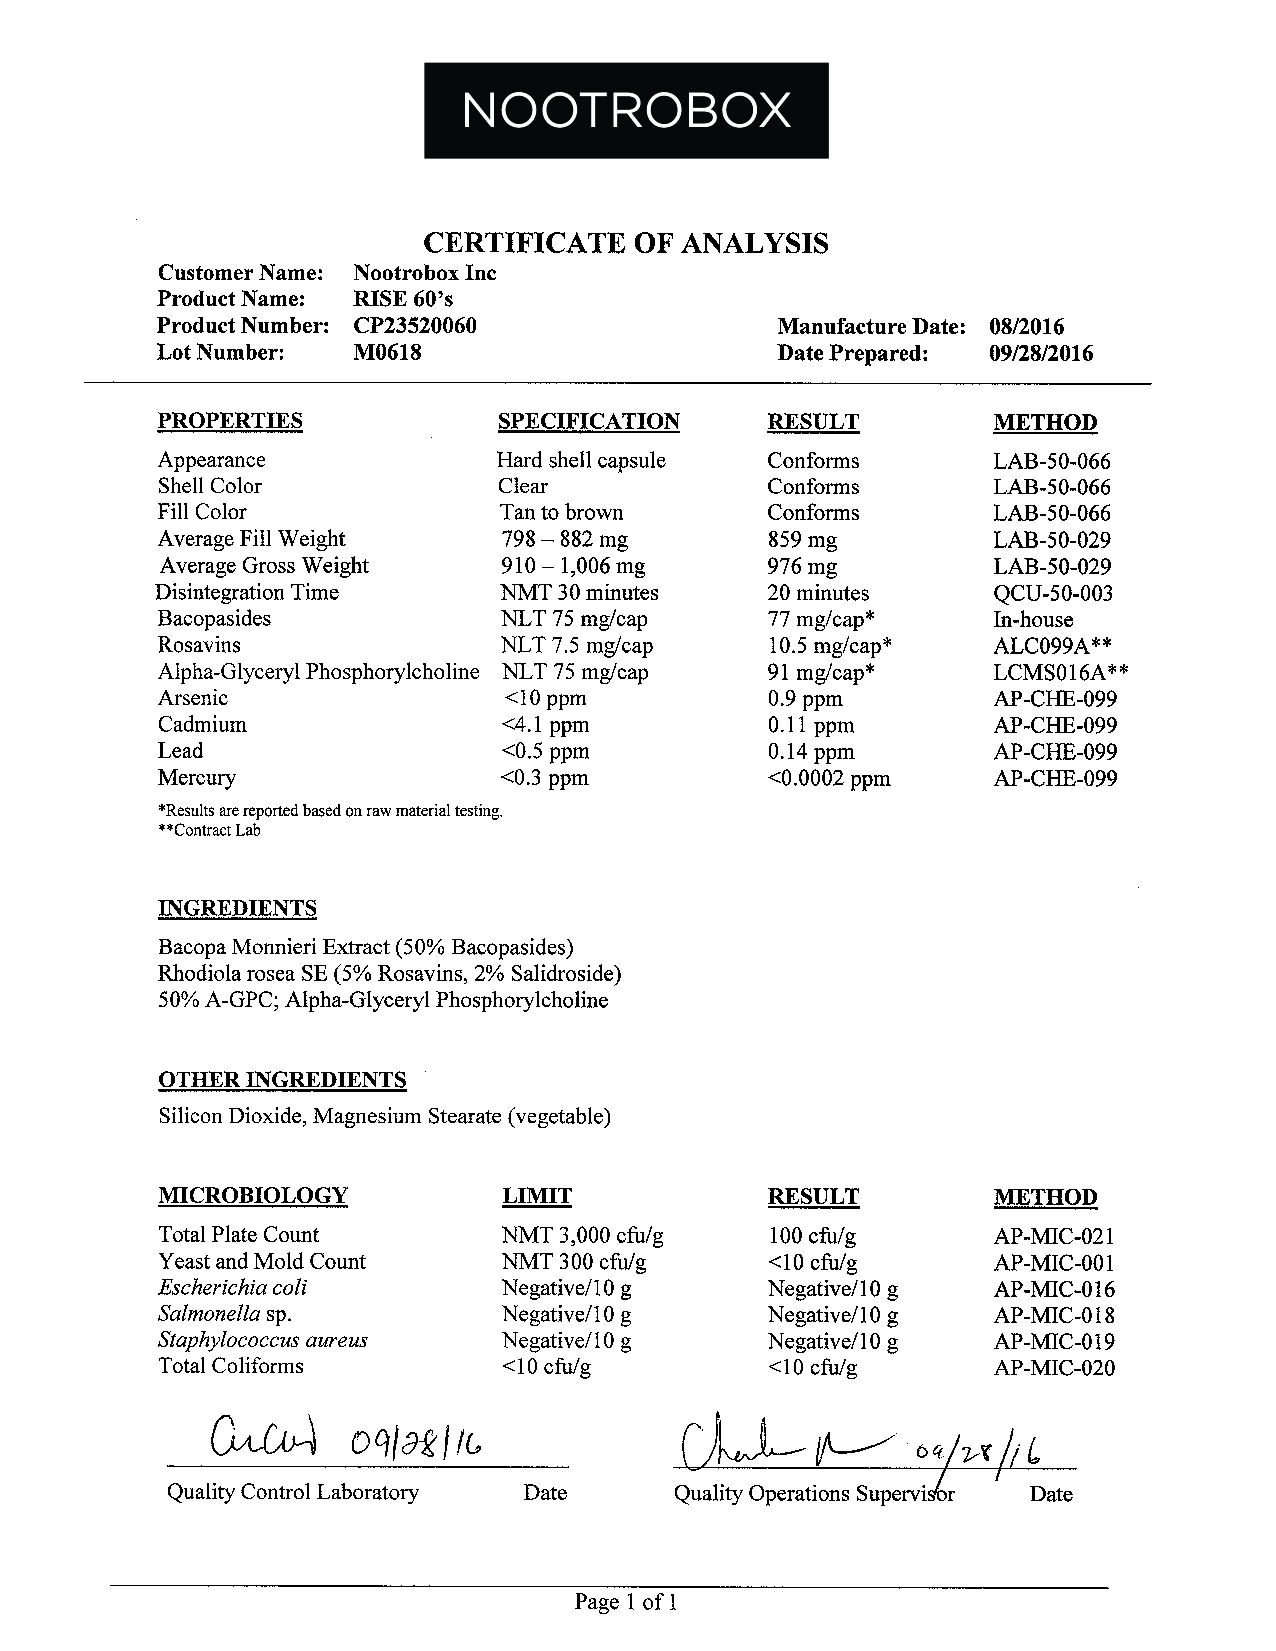 NOOTROBOX
CERTIFICATE OF ANALYSIS
Customer Name: Nootrobox Inc
Product Name: RISE 60's
Product Number: CP23520060 Manufacture Date: 08/2016
Lot Number: M0618 Date Prepared: 09/28/2016
PROPERTIES SPECIFICATION RESULT METHOD
Appearance Hard shell capsule Conforms LAB-50-066
Shell Color Clear Conforms LAB-50-066
Fill Color Tan to brown Conforms LAB-50-066
Average Fill Weight 798 – 882 mg 859 mg LAB-50-029
Average Gross Weight 910 – 1,006 mg 976 mg LAB-50-029
Disintegration Time NMT 30 minutes 20 minutes QCU-50-003
Bacopasides NLT 75 mg/cap 77 mg/cap* In-house
Rosavins NLT 7.5 mg/cap 10.5 mg/cap* ALC099A**
Alpha-Glyceryl Phosphorylcholine NLT 75 mg/cap 91 mg/cap* LCMS016A**
Arsenic <10 ppm 0.9 ppm AP-CHE-099
Cadmium <4.1 ppm 0.11 ppm AP-CHE-099
Lead <0.5 ppm 0.14 ppm AP-CHE-099
Mercury <0.3 ppm <0.0002 ppm AP-CHE-099
*Results are reported based on raw material testing.
**Contract Lab
INGREDIENTS
Bacopa Monnieri Extract (50% Bacopasides)
Rhodiola rosea SE (5% Rosavins, 2% Salidroside)
50% A-GPC; Alpha-Glyceryl Phosphorylcholine
OTHER INGREDIENTS
Silicon Dioxide, Magnesium Stearate (vegetable)
MICROBIOLOGY LIMIT RESULT METHOD
Total Plate Count NMT 3,000 cfu/g 100 cfu/g AP-MIC-021
Yeast and Mold Count NMT 300 cfu/g <10 cfu/g AP-MIC-001
Escherichia coli Negative/10 g Negative/10 g AP-MIC-016
Salmonella sp. Negative/10 g Negative/10 g AP-MIC-018
Staphylococcus aureus Negative/10 g Negative/10 g AP-MIC-019
Total Coliforms <10 cfu/g <10 cfu/g AP-MIC-020
09/28/16 09/28/16
Quality Control Laboratory Date Quality Operations Supervisor Date
Page 1 of 1